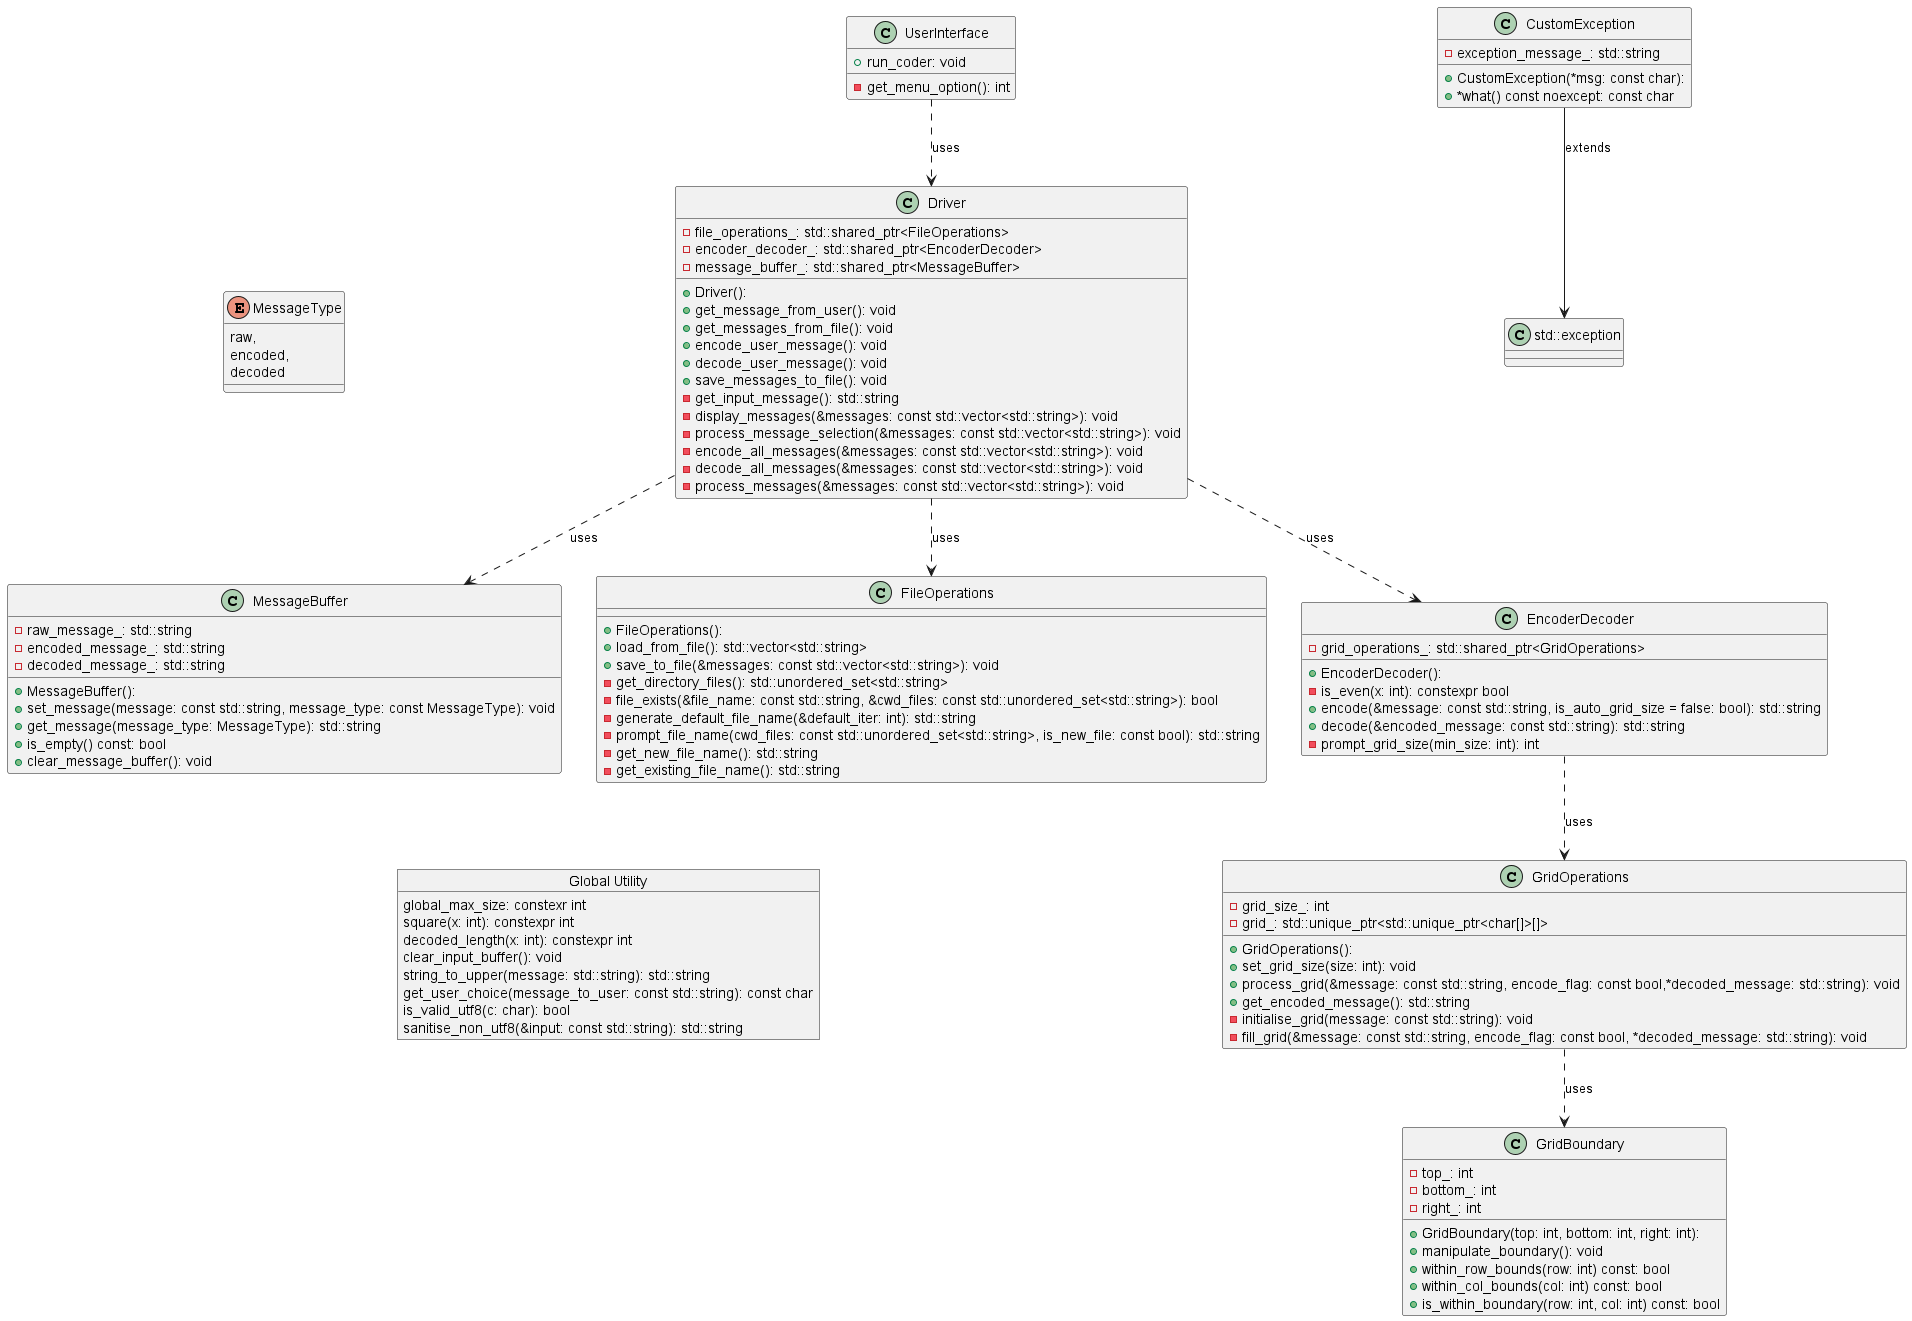 C UserInterface
run_coder: void
get_menu_option(): int
C CustomException
exception_message_: std::string
CustomException(*msg: const char):
*what() const noexcept: const char
uses
extends
C Driver
file_operations_: std::shared_ptr<FileOperations>
encoder_decoder_: std::shared_ptr<EncoderDecoder>
message_buffer_: std::shared_ptr<MessageBuffer>
Driver():
get_message_from_user(): void
get_messages_from_file(): void
encode_user_message(): void
decode_user_message(): void
save_messages_to_file(): void
get_input_message(): std::string
display_messages(&messages: const std::vector<std::string>): void
process_message_selection(&messages: const std::vector<std::string>): void
encode_all_messages(&messages: const std::vector<std::string>): void
decode_all_messages(&messages: const std::vector<std::string>): void
process_messages(&messages: const std::vector<std::string>): void
E MessageType
raw,
encoded,
decoded
C std::exception
uses
uses
uses
C MessageBuffer
raw_message_: std::string
encoded_message_: std::string
decoded_message_: std::string
MessageBuffer():
set_message(message: const std::string, message_type: const MessageType): void
get_message(message_type: MessageType): std::string
is_empty() const: bool
clear_message_buffer(): void
C FileOperations
FileOperations():
load_from_file(): std::vector<std::string>
save_to_file(&messages: const std::vector<std::string>): void
get_directory_files(): std::unordered_set<std::string>
file_exists(&file_name: const std::string, &cwd_files: const std::unordered_set<std::string>): bool
generate_default_file_name(&default_iter: int): std::string
prompt_file_name(cwd_files: const std::unordered_set<std::string>, is_new_file: const bool): std::string
get_new_file_name(): std::string
get_existing_file_name(): std::string
C EncoderDecoder
grid_operations_: std::shared_ptr<GridOperations>
EncoderDecoder():
is_even(x: int): constexpr bool
encode(&message: const std::string, is_auto_grid_size = false: bool): std::string
decode(&encoded_message: const std::string): std::string
prompt_grid_size(min_size: int): int
uses
Global Utility
global_max_size: constexr int
square(x: int): constexpr int
decoded_length(x: int): constexpr int
clear_input_buffer(): void
string_to_upper(message: std::string): std::string
get_user_choice(message_to_user: const std::string): const char
is_valid_utf8(c: char): bool
sanitise_non_utf8(&input: const std::string): std::string
C GridOperations
grid_size_: int
grid_: std::unique_ptr<std::unique_ptr<char[]>[]>
GridOperations():
set_grid_size(size: int): void
process_grid(&message: const std::string, encode_flag: const bool,*decoded_message: std::string): void
get_encoded_message(): std::string
initialise_grid(message: const std::string): void
fill_grid(&message: const std::string, encode_flag: const bool, *decoded_message: std::string): void
uses
C GridBoundary
top_: int
bottom_: int
right_: int
GridBoundary(top: int, bottom: int, right: int):
manipulate_boundary(): void
within_row_bounds(row: int) const: bool
within_col_bounds(col: int) const: bool
is_within_boundary(row: int, col: int) const: bool